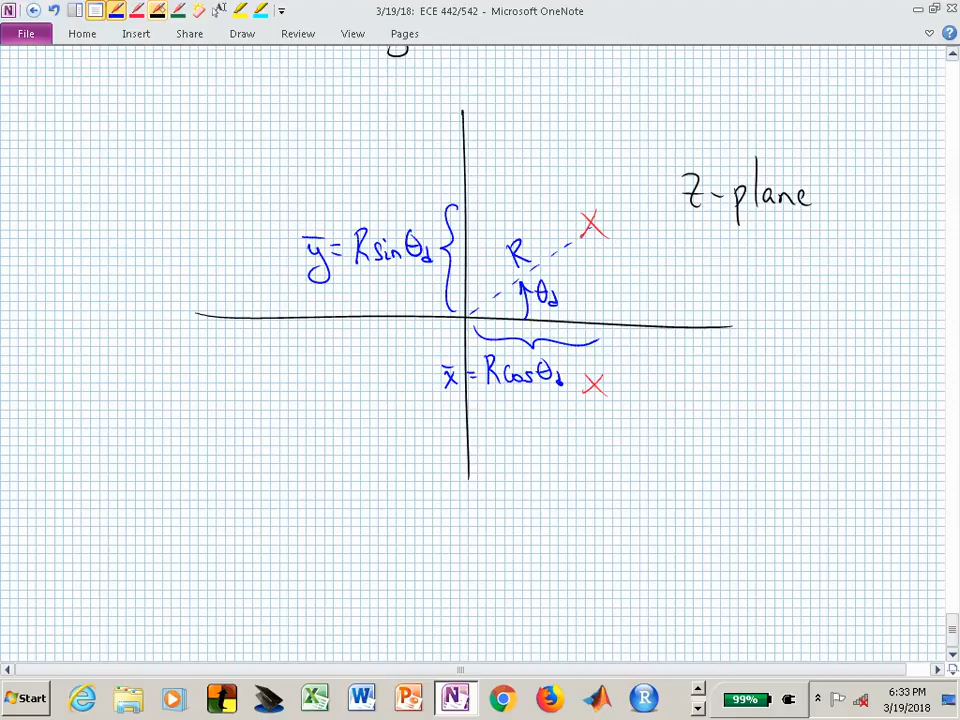 3/19/18: ECE 442/542 - Microsoft OneNote
File Home Insert Share Draw Review View Pages
z-plane
ȳ = R sin θd
R
θd
x̄ = R cos θd
Start
99%
6:33 PM
3/19/2018